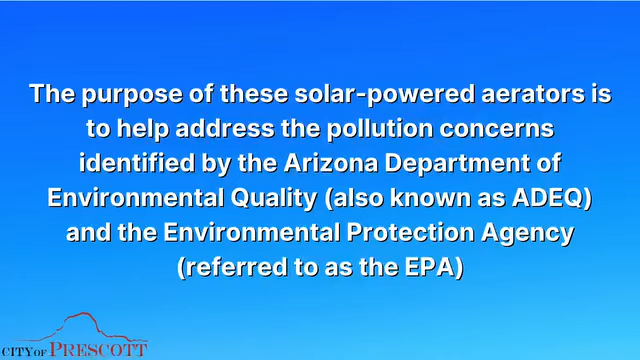 The purpose of these solar-powered aerators is
to help address the pollution concerns
identified by the Arizona Department of
Environmental Quality (also known as ADEQ)
and the Environmental Protection Agency
(referred to as the EPA)
CITY OF PRESCOTT